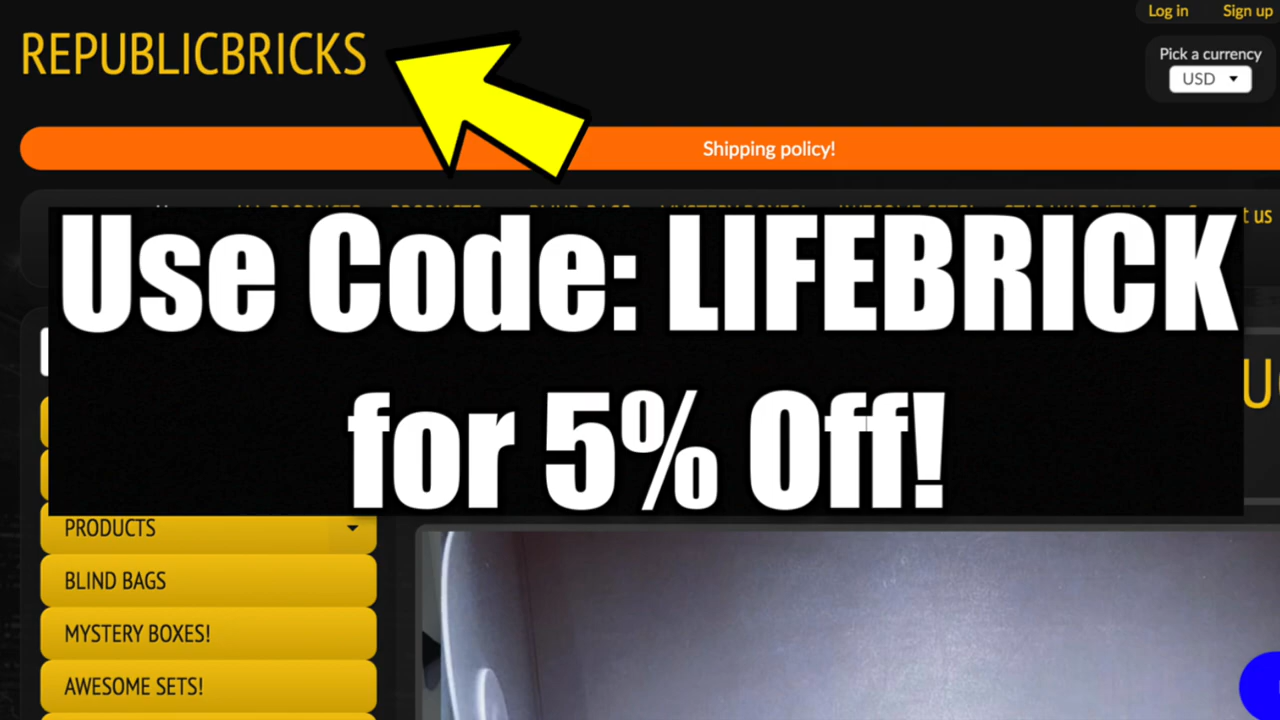 Log in Sign up
REPUBLICBRICKS
Pick a currency
USD
Shipping policy!
t us
Use Code: LIFEBRICK
for 5% Off!
PRODUCTS
BLIND BAGS
MYSTERY BOXES!
AWESOME SETS!